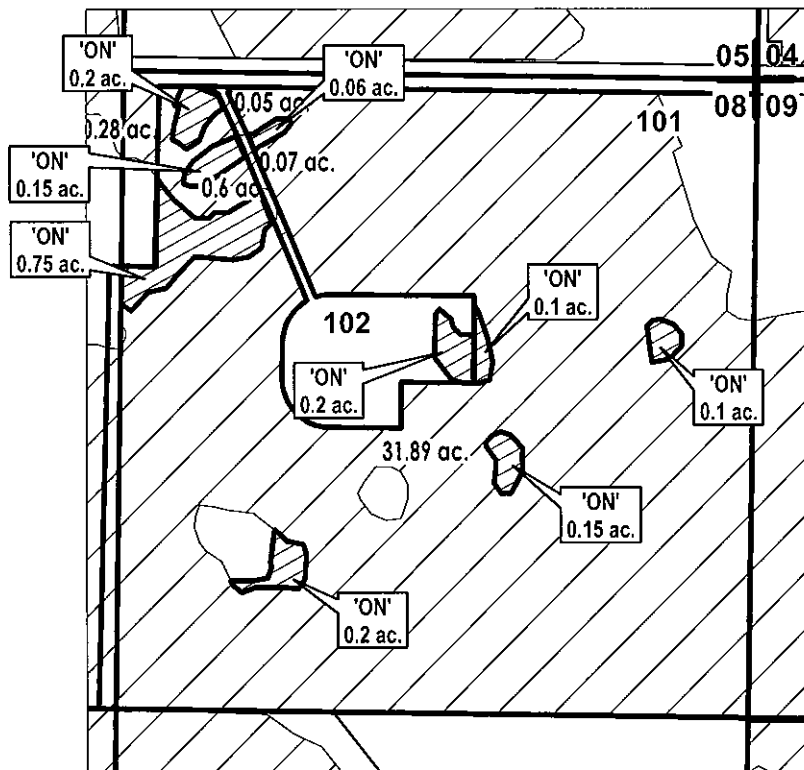 'ON'
0.2 ac.
'ON'
0.06 ac.
05 04
08 09
101
0.05 ac.
0.28 ac.
'ON'
0.15 ac.
0.07 ac.
0.6 ac
'ON'
0.75 ac.
102
'ON'
0.1 ac.
'ON'
0.2 ac.
'ON'
0.1 ac.
31.89 ac.
'ON'
0.15 ac.
'ON'
0.2 ac.